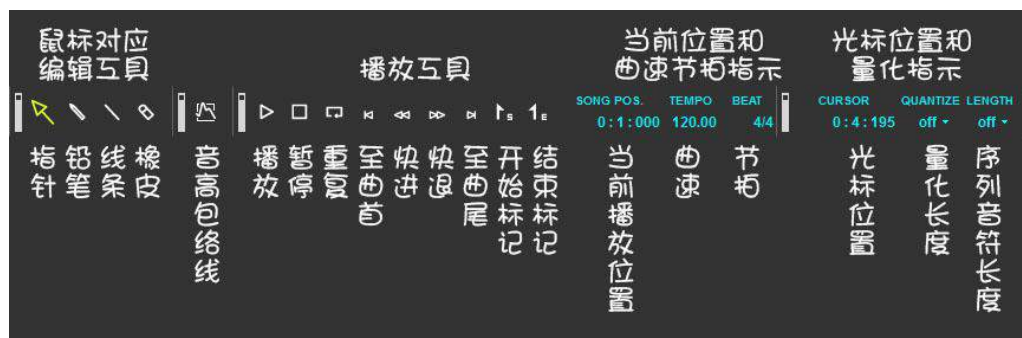 鼠标对应
编辑工具
播放工具
当前位置和
曲速节拍指示
光标位置和
量化指示
SONG POS. TEMPO BEAT
0:1:000 120.00 4/4
CURSOR QUANTIZE LENGTH
0:4:195 off off
S
E
指针
铅笔
线条
橡皮
音高包络线
播放
暂停
重复
至曲首
快进
快退
至曲尾
开始标记
结束标记
当前播放位置
曲速
节拍
光标位置
量化长度
序列音符长度